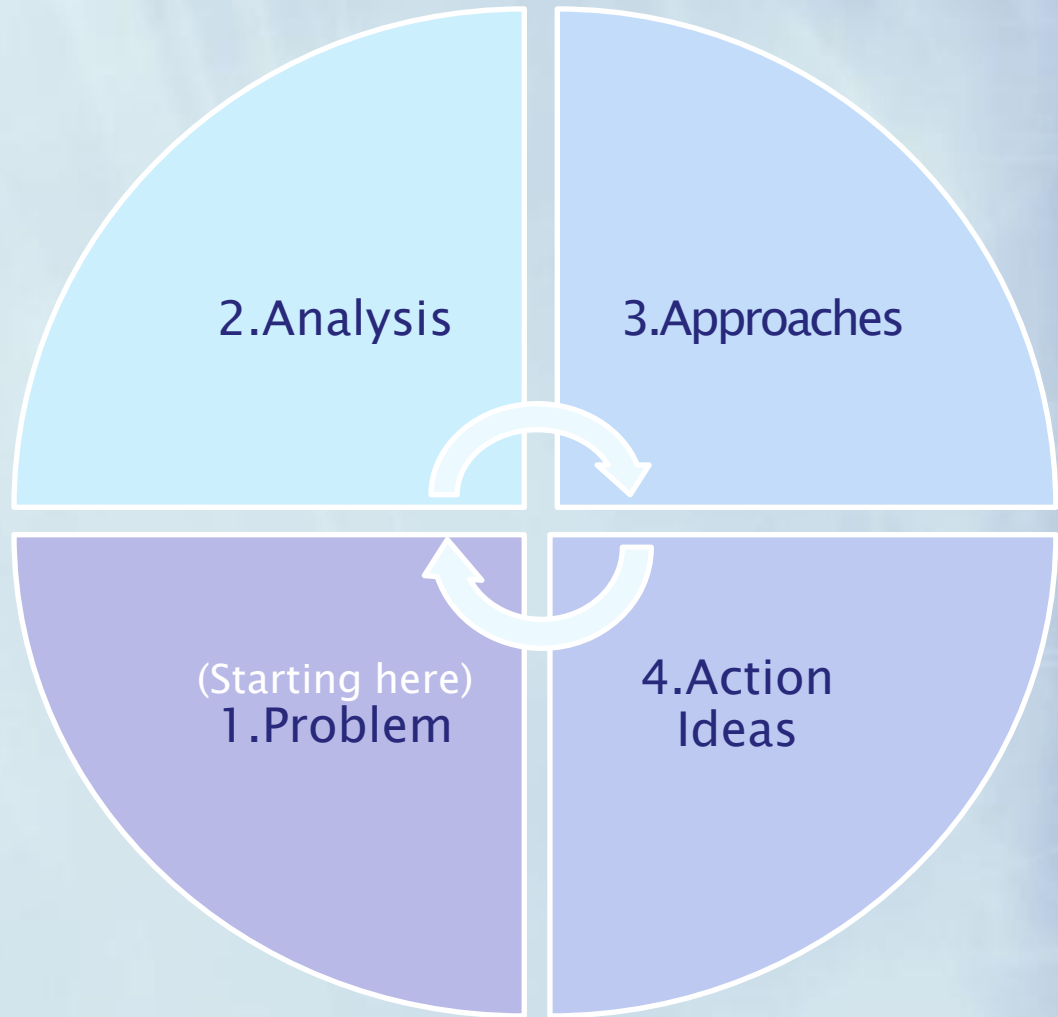 2.Analysis
3.Approaches
(Starting here)
1.Problem
4.Action
Ideas